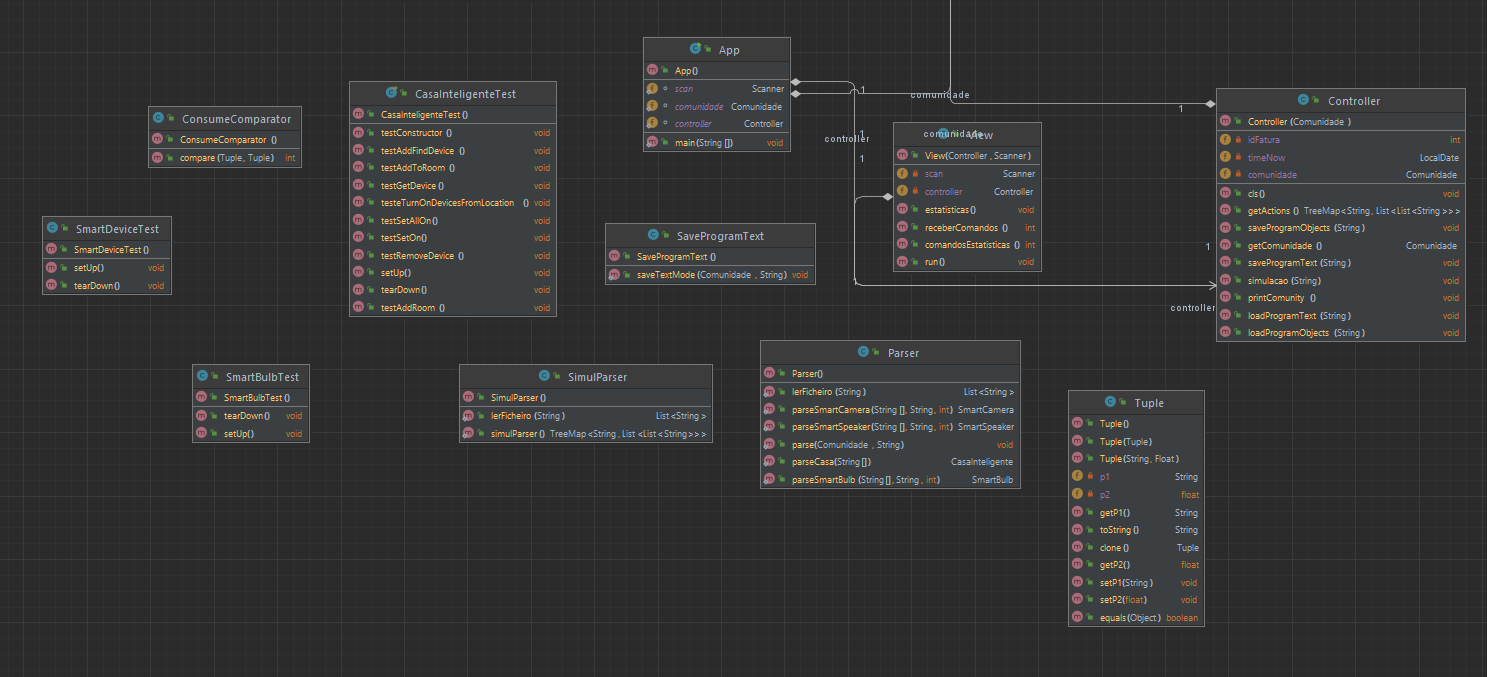 App
App()
scan Scanner
comunidade Comunidade
controller Controller
main(String []) void
1
comunidade
1
controller
1
1
comunidade
1
controller
1
CasaInteligenteTest
CasaInteligenteTest()
testConstructor () void
testAddFindDevice () void
testAddToRoom () void
testGetDevice () void
testeTurnOnDevicesFromLocation () void
testSetAllOn() void
testSetOn() void
testRemoveDevice () void
setUp() void
tearDown() void
testAddRoom () void
ConsumeComparator
ConsumeComparator ()
compare (Tuple, Tuple) int
Controller
Controller (Comunidade )
idFatura int
timeNow LocalDate
comunidade Comunidade
cls() void
getActions () TreeMap<String, List<List<String>>>
saveProgramObjects (String) void
getComunidade () Comunidade
saveProgramText (String) void
simulacao (String) void
printComunity () void
loadProgramText (String) void
loadProgramObjects (String) void
View
View(Controller, Scanner)
scan Scanner
controller Controller
estatisticas() void
receberComandos () int
comandosEstatisticas () int
run() void
SmartDeviceTest
SmartDeviceTest ()
setUp() void
tearDown() void
SaveProgramText
SaveProgramText ()
saveTextMode (Comunidade , String) void
SmartBulbTest
SmartBulbTest ()
tearDown() void
setUp() void
SimulParser
SimulParser()
lerFicheiro (String) List<String>
simulParser() TreeMap<String, List<List<String>>>
Parser
Parser()
lerFicheiro (String) List<String>
parseSmartCamera(String [], String, int) SmartCamera
parseSmartSpeaker(String [], String, int) SmartSpeaker
parse(Comunidade , String) void
parseCasa(String[]) CasaInteligente
parseSmartBulb (String[], String, int) SmartBulb
Tuple
Tuple()
Tuple(Tuple)
Tuple(String, Float)
p1 String
p2 float
getP1() String
toString () String
clone () Tuple
getP2() float
setP1(String) void
setP2(float) void
equals(Object) boolean